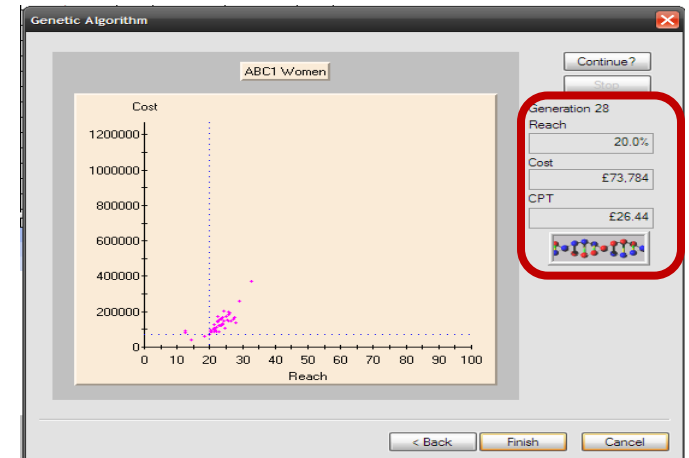 Genetic Algorithm
ABC1 Women
Continue?
Stop
Generation 28
Reach
20.0%
Cost
£73,784
CPT
£26.44
Cost
1200000
1000000
800000
600000
400000
200000
0
0 10 20 30 40 50 60 70 80 90 100
Reach
< Back
Finish
Cancel